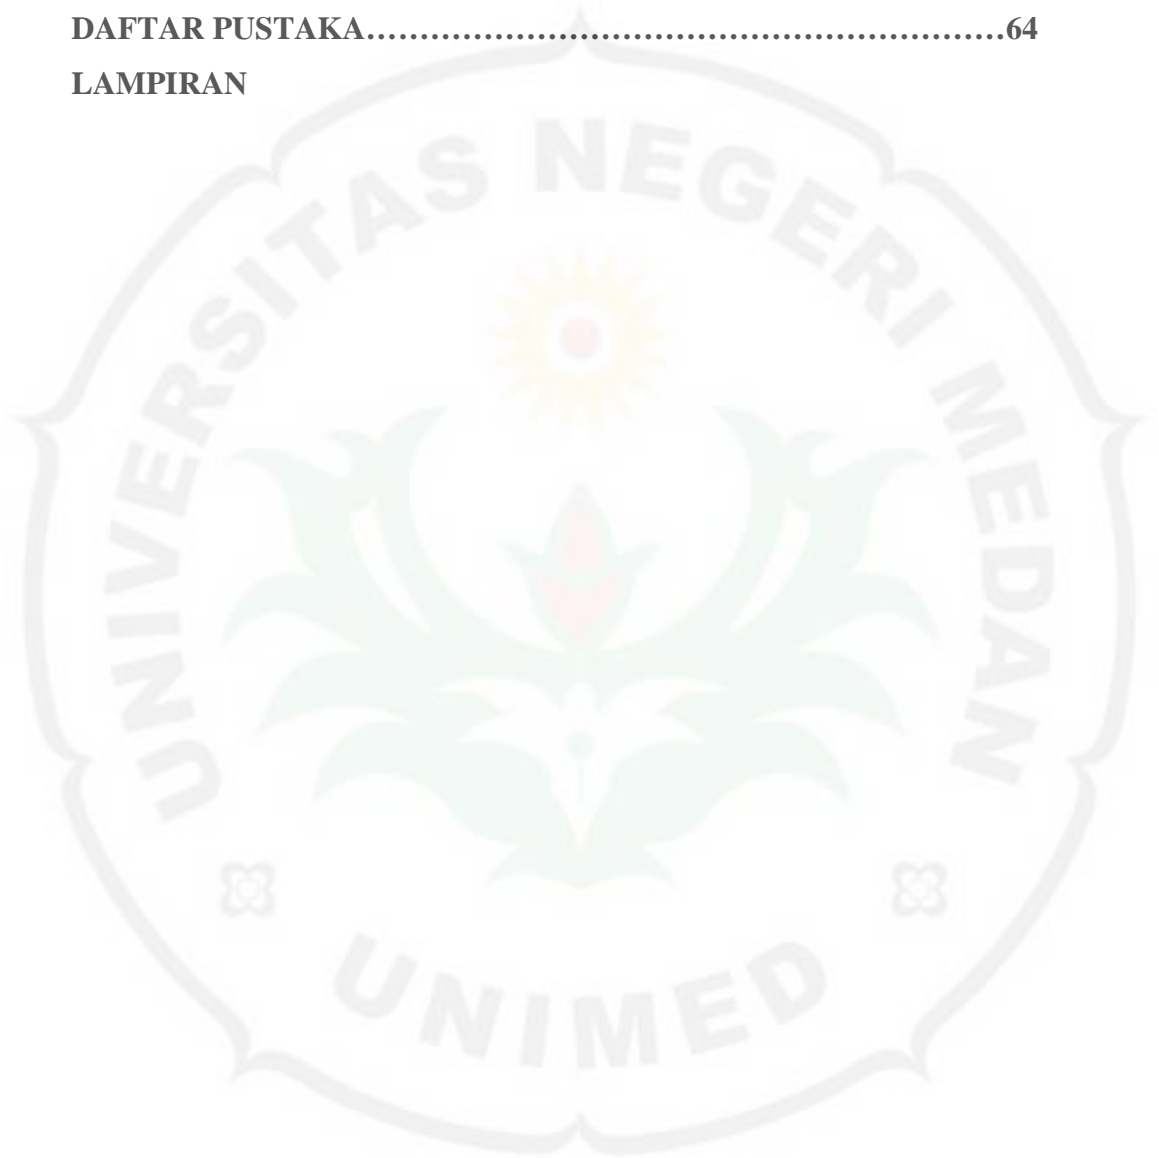 DAFTAR PUSTAKA……………………………………………………64
LAMPIRAN
UNIVERSITAS NEGERI MEDAN
UNIMED